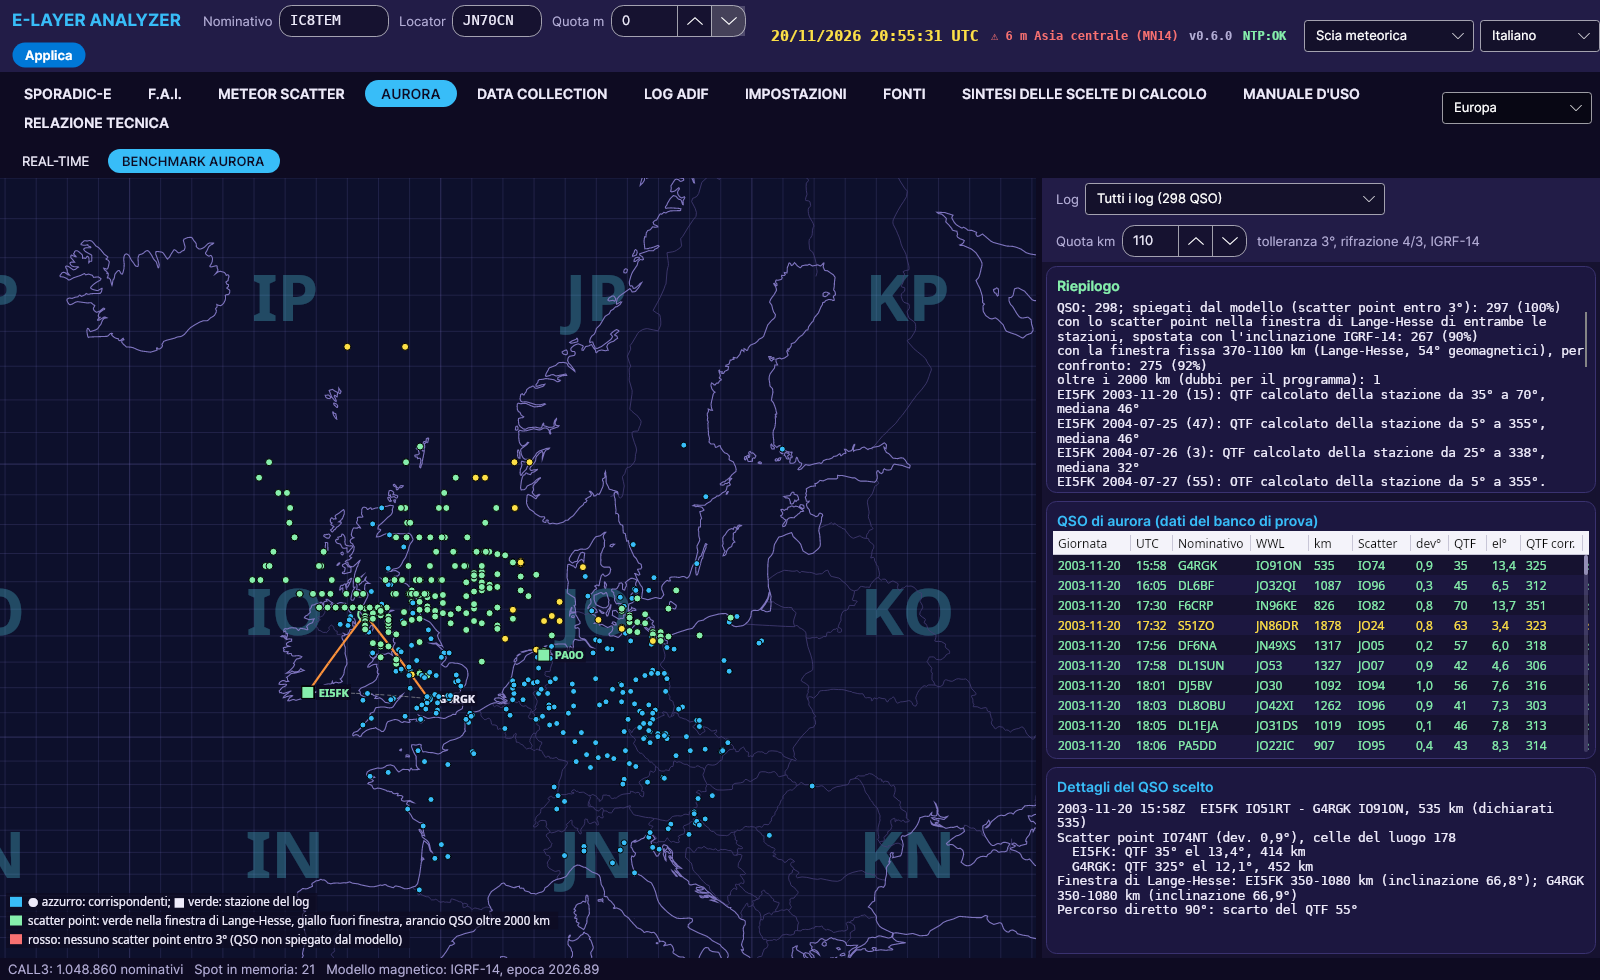 E-LAYER ANALYZER
Nominativo IC8TEM Locator JN70CN Quota m 0
Applica
20/11/2026 20:55:31 UTC ⚠ 6 m Asia centrale (MN14) v0.6.0 NTP:OK Scia meteorica Italiano
SPORADIC-E F.A.I. METEOR SCATTER AURORA DATA COLLECTION LOG ADIF IMPOSTAZIONI FONTI SINTESI DELLE SCELTE DI CALCOLO MANUALE D'USO
RELAZIONE TECNICA
Europa
REAL-TIME BENCHMARK AURORA
IP JP KP
IO JO KO
IN JN KN
P
O
N
EI5FK
PA0O
Log Tutti i log (298 QSO)
Quota km 110 tolleranza 3°, rifrazione 4/3, IGRF-14
Riepilogo
QSO: 298; spiegati dal modello (scatter point entro 3°): 297 (100%)
con lo scatter point nella finestra di Lange-Hesse di entrambe le
stazioni, spostata con l'inclinazione IGRF-14: 267 (90%)
con la finestra fissa 370-1100 km (Lange-Hesse, 54° geomagnetici), per
confronto: 275 (92%)
oltre i 2000 km (dubbi per il programma): 1
EI5FK 2003-11-20 (15): QTF calcolato della stazione da 35° a 70°,
mediana 46°
EI5FK 2004-07-25 (47): QTF calcolato della stazione da 5° a 355°,
mediana 46°
EI5FK 2004-07-26 (3): QTF calcolato della stazione da 25° a 338°,
mediana 32°
EI5FK 2004-07-27 (55): QTF calcolato della stazione da 5° a 355°.
QSO di aurora (dati del banco di prova)
Giornata UTC Nominativo WWL km Scatter dev° QTF el° QTF corr.
2003-11-20 15:58 G4RGK IO91ON 535 IO74 0,9 35 13,4 325
2003-11-20 16:05 DL6BF JO32QI 1087 IO96 0,3 45 6,5 312
2003-11-20 17:30 F6CRP IN96KE 826 IO82 0,8 70 13,7 351
2003-11-20 17:32 S51ZO JN86DR 1878 JO24 0,8 63 3,4 323
2003-11-20 17:56 DF6NA JN49XS 1317 JO05 0,2 57 6,0 318
2003-11-20 17:58 DL1SUN JO53 1327 JO07 0,9 42 4,6 306
2003-11-20 18:01 DJ5BV JO30 1092 IO94 1,0 56 7,6 316
2003-11-20 18:03 DL8OBU JO42XI 1262 IO96 0,9 41 7,3 303
2003-11-20 18:05 DL1EJA JO31DS 1019 IO95 0,1 46 7,8 313
2003-11-20 18:06 PA5DD JO22IC 907 IO95 0,4 43 8,3 314
Dettagli del QSO scelto
2003-11-20 15:58Z EI5FK IO51RT - G4RGK IO91ON, 535 km (dichiarati
535)
Scatter point IO74NT (dev. 0,9°), celle del luogo 178
EI5FK: QTF 35° el 13,4°, 414 km
G4RGK: QTF 325° el 12,1°, 452 km
Finestra di Lange-Hesse: EI5FK 350-1080 km (inclinazione 66,8°); G4RGK
350-1080 km (inclinazione 66,9°)
Percorso diretto 90°: scarto del QTF 55°
azzurro: corrispondenti; verde: stazione del log
scatter point: verde nella finestra di Lange-Hesse, giallo fuori finestra, arancio QSO oltre 2000 km
rosso: nessuno scatter point entro 3° (QSO non spiegato dal modello)
CALL3: 1.048.860 nominativi Spot in memoria: 21 Modello magnetico: IGRF-14, epoca 2026.89